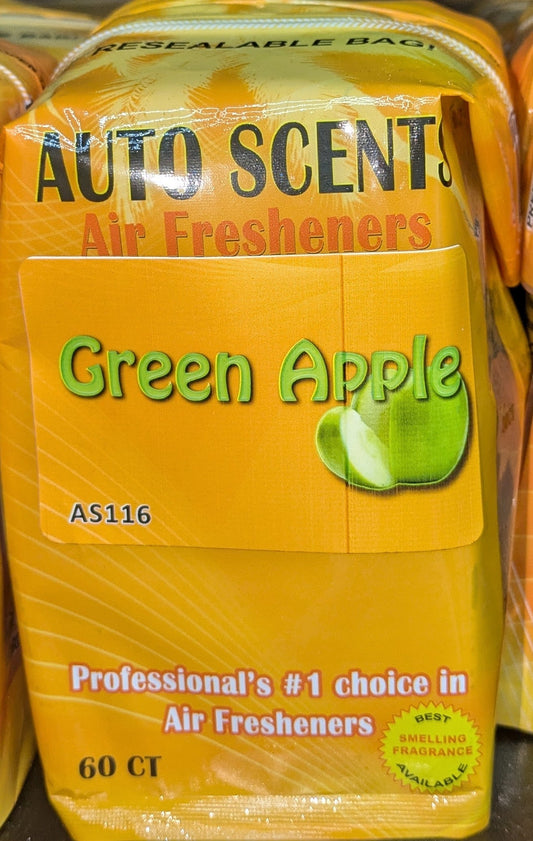 RESEALABLE BAG!
AUTO SCENTS
Air Fresheners
Green Apple
AS116
Professional's #1 choice in
Air Fresheners
BEST
SMELLING
FRAGRANCE
AVAILABLE
60 CT